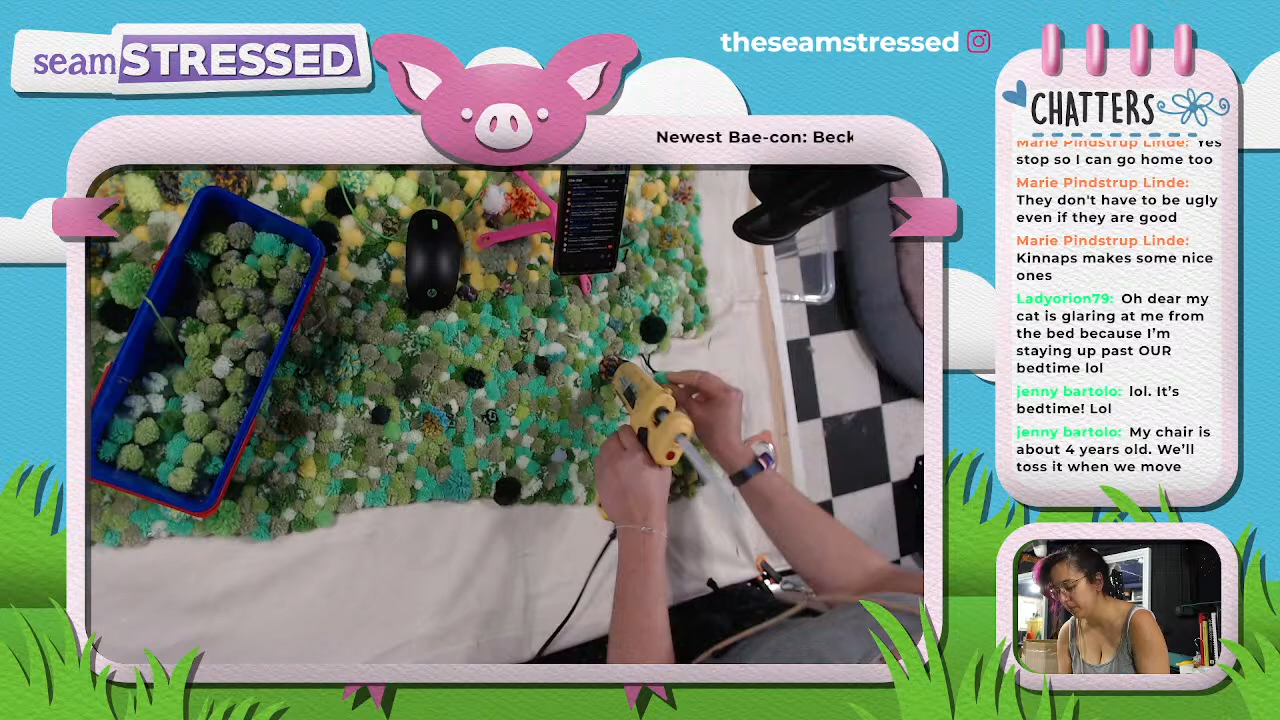 seamSTRESSED
theseamstressed
Newest Bae-con: Beck
CHATTERS
Marie Pindstrup Linde: Yes
stop so I can go home too
Marie Pindstrup Linde:
They don't have to be ugly
even if they are good
Marie Pindstrup Linde:
Kinnaps makes some nice
ones
Ladyorion79: Oh dear my
cat is glaring at me from
the bed because I'm
staying up past OUR
bedtime lol
jenny bartolo: lol. It's
bedtime! Lol
jenny bartolo: My chair is
about 4 years old. We'll
toss it when we move